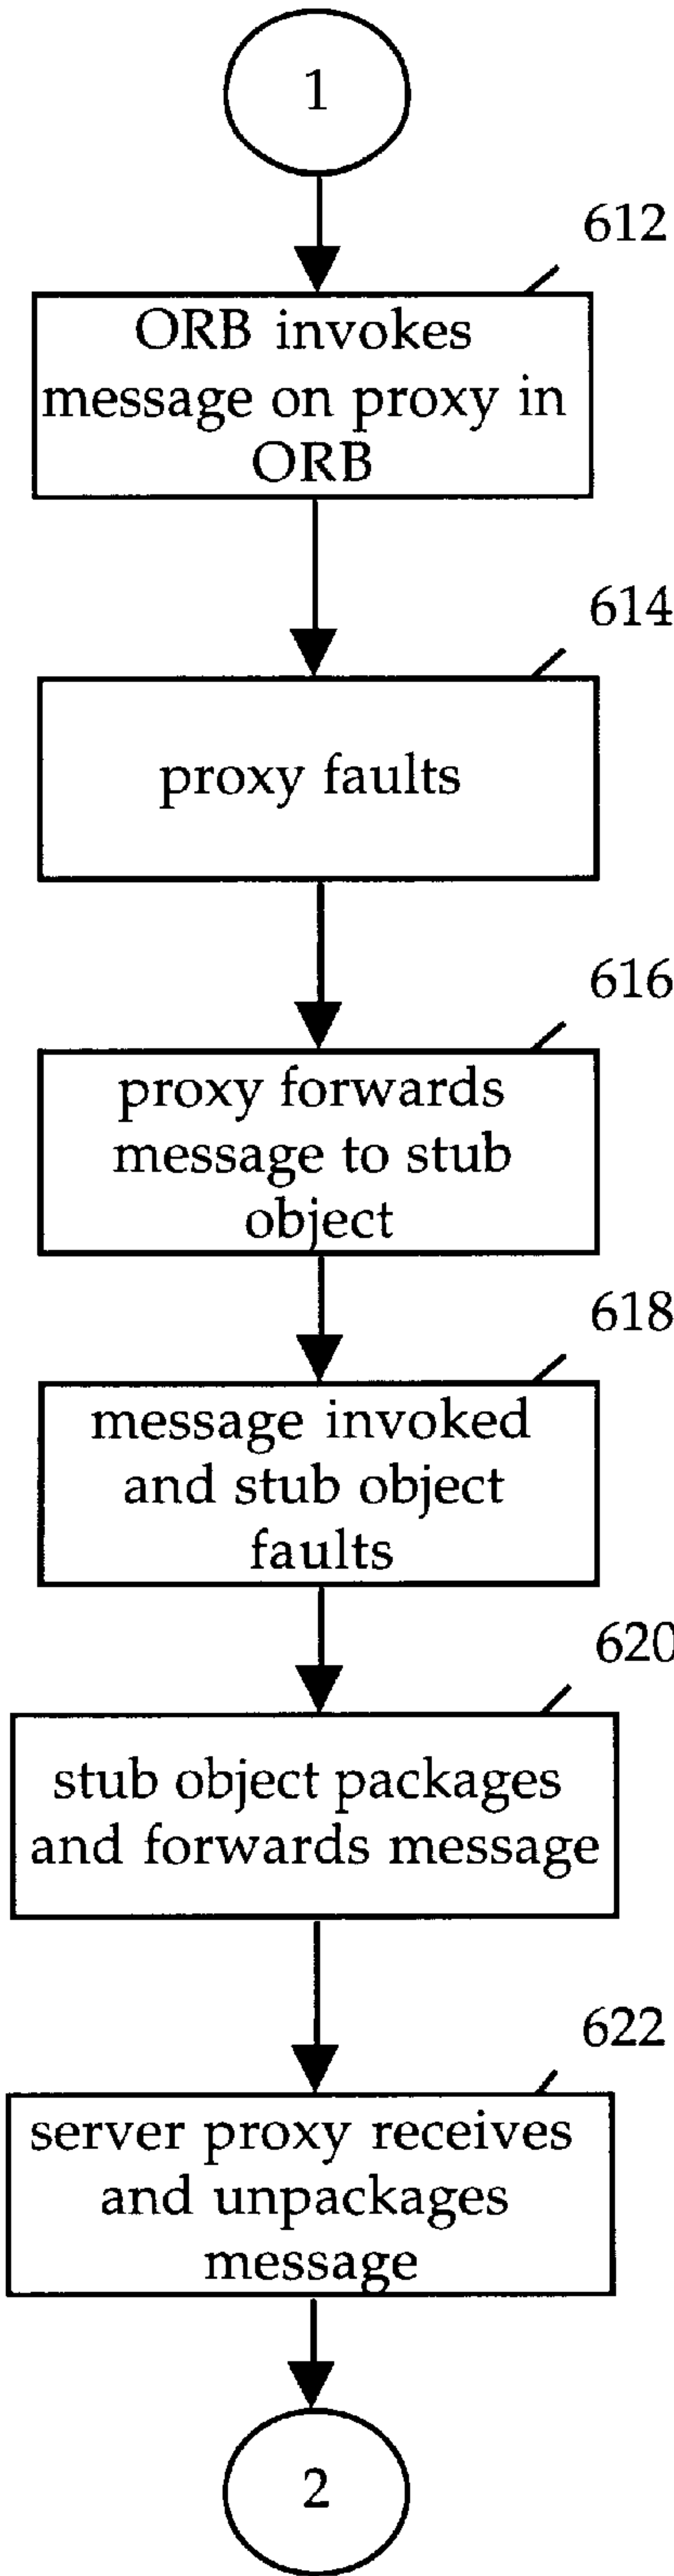 1
612
ORB invokes
message on proxy in
ORB
614
proxy faults
616
proxy forwards
message to stub
object
618
message invoked
and stub object
faults
620
stub object packages
and forwards message
622
server proxy receives
and unpackages
message
2